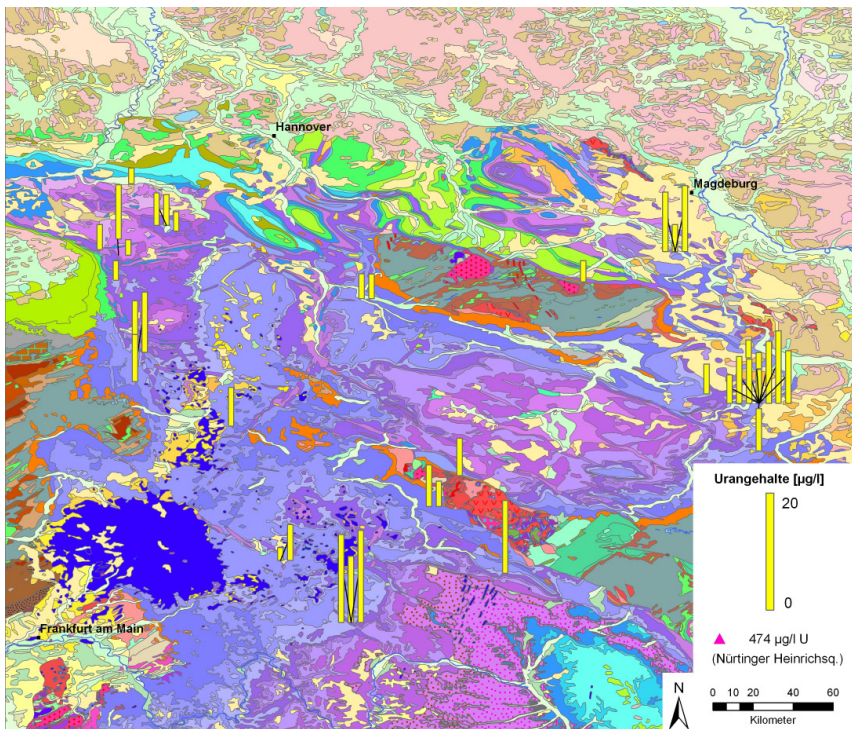 Hannover
Magdeburg
Frankfurt am Main
Urangehalte [µg/l]
20
0
474 µg/l U
(Nürtinger Heinrichsq.)
N
0 10 20 40 60
Kilometer